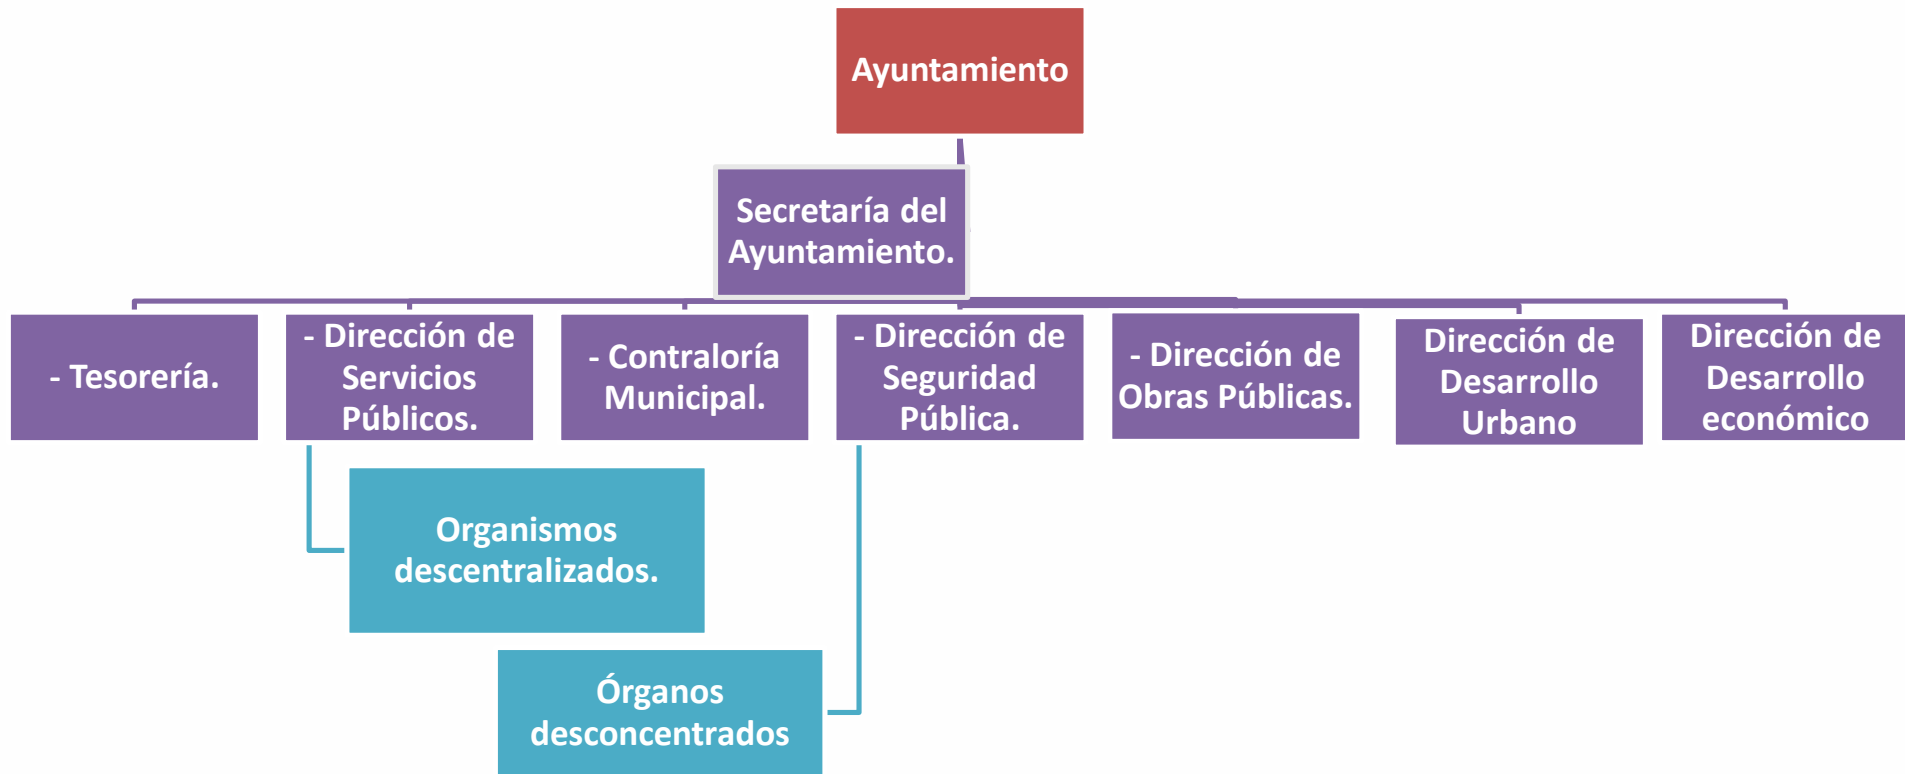 Ayuntamiento
Secretaría del
Ayuntamiento.
- Tesorería.
- Dirección de
Servicios
Públicos.
- Contraloría
Municipal.
- Dirección de
Seguridad
Pública.
- Dirección de
Obras Públicas.
Dirección de
Desarrollo
Urbano
Dirección de
Desarrollo
económico
Organismos
descentralizados.
Órganos
desconcentrados